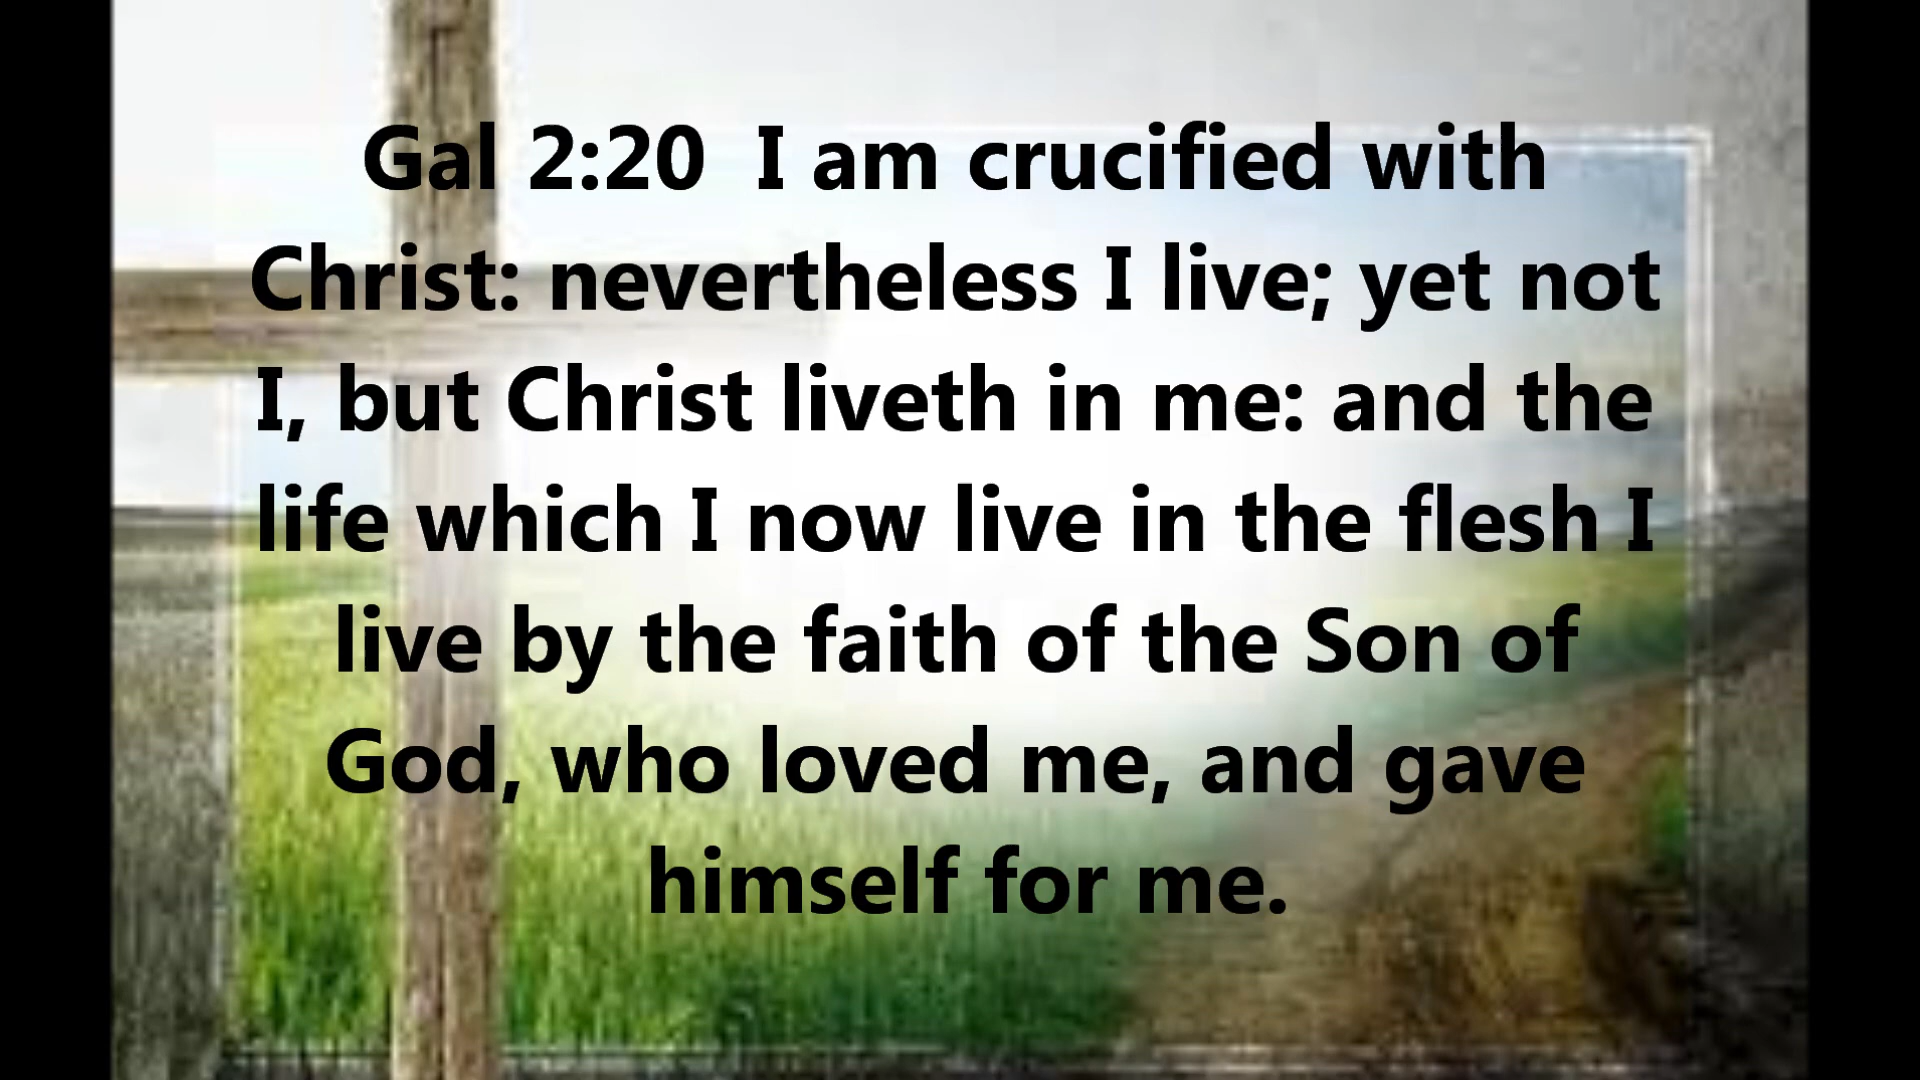 Gal 2:20  I am crucified with
Christ: nevertheless I live; yet not
I, but Christ liveth in me: and the
life which I now live in the flesh I
live by the faith of the Son of
God, who loved me, and gave
himself for me.